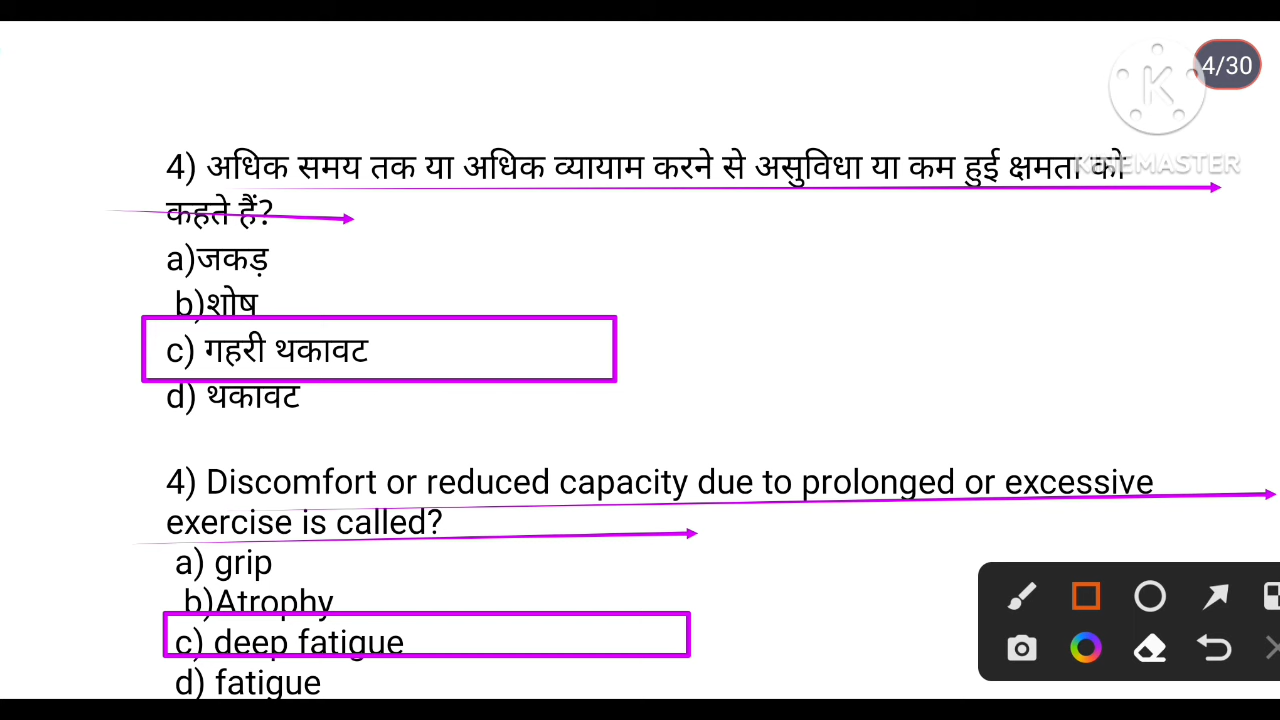 4/30
KINEMASTER
4) अधिक समय तक या अधिक व्यायाम करने से असुविधा या कम हुई क्षमता को
कहते हैं?
a)जकड़
b)शोष
c) गहरी थकावट
d) थकावट
4) Discomfort or reduced capacity due to prolonged or excessive
exercise is called?
a) grip
b)Atrophy
c) deep fatigue
d) fatigue